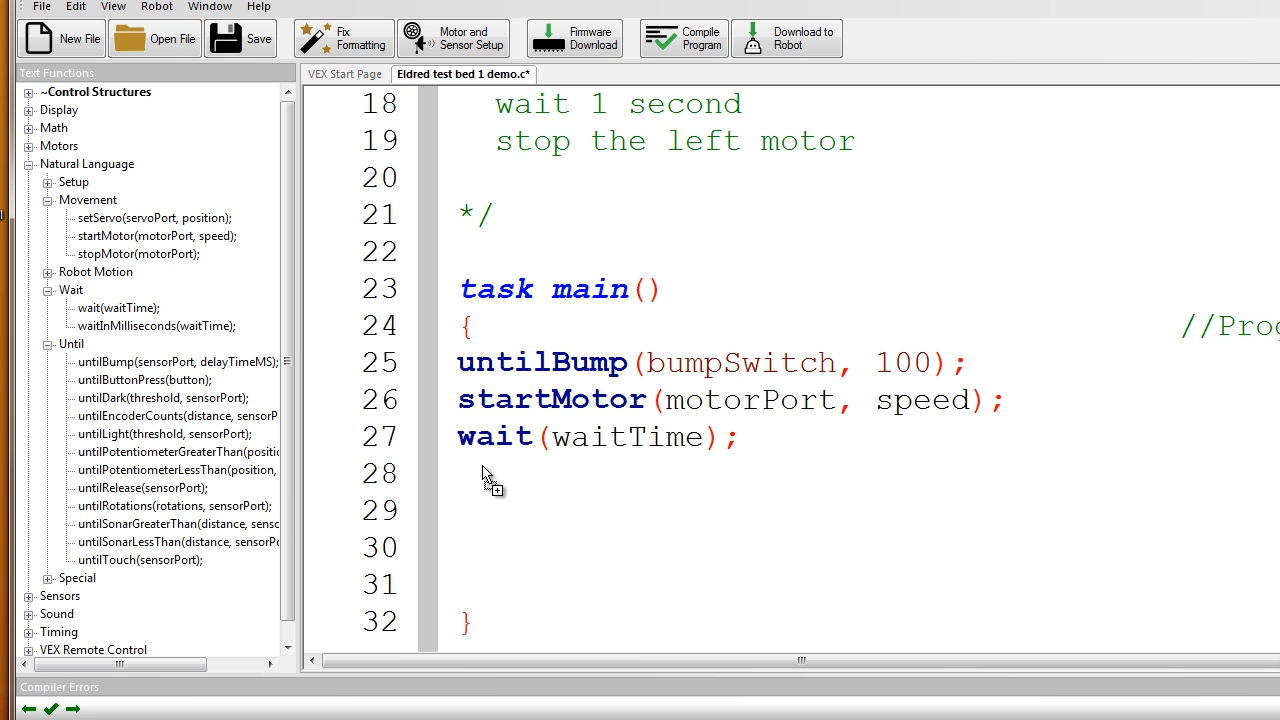 File Edit View Robot Window Help
New File Open File Save Fix Formatting Motor and Sensor Setup Firmware Download Compile Program Download to Robot
Text Functions
VEX Start Page Eldred test bed 1 demo.c*
~Control Structures
Display
Math
Motors
Natural Language
Setup
Movement
setServo(servoPort, position);
startMotor(motorPort, speed);
stopMotor(motorPort);
Robot Motion
Wait
wait(waitTime);
waitInMilliseconds(waitTime);
Until
untilBump(sensorPort, delayTimeMS);
untilButtonPress(button);
untilDark(threshold, sensorPort);
untilEncoderCounts(distance, sensorP
untilLight(threshold, sensorPort);
untilPotentiometerGreaterThan(positi
untilPotentiometerLessThan(position,
untilRelease(sensorPort);
untilRotations(rotations, sensorPort);
untilSonarGreaterThan(distance, senso
untilSonarLessThan(distance, sensorPo
untilTouch(sensorPort);
Special
Sensors
Sound
Timing
VEX Remote Control
18 wait 1 second
19 stop the left motor
20
21 */
22
23 task main()
24 { //Prog
25 untilBump(bumpSwitch, 100);
26 startMotor(motorPort, speed);
27 wait(waitTime);
28
29
30
31
32 }
Compiler Errors